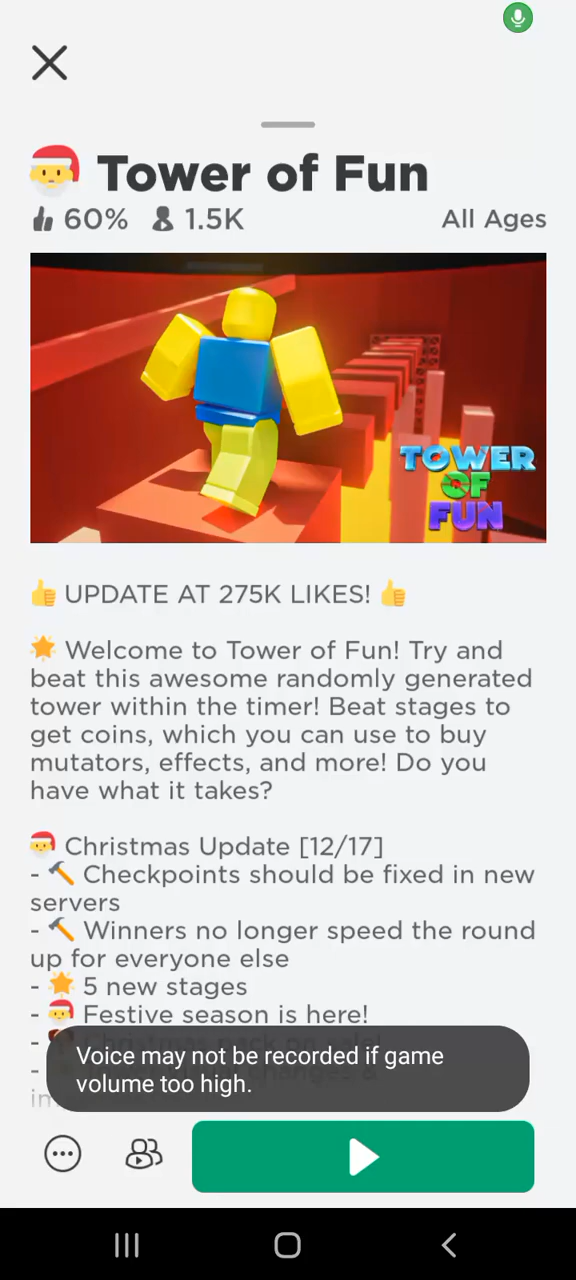 🎅 Tower of Fun
60% 1.5K All Ages
TOWER
OF
FUN
👍 UPDATE AT 275K LIKES! 👍
🌟 Welcome to Tower of Fun! Try and
beat this awesome randomly generated
tower within the timer! Beat stages to
get coins, which you can use to buy
mutators, effects, and more! Do you
have what it takes?
🎅 Christmas Update [12/17]
- 🔨 Checkpoints should be fixed in new
servers
- 🔨 Winners no longer speed the round
up for everyone else
- 🌟 5 new stages
- 🎅 Festive season is here!
Voice may not be recorded if game
volume too high.